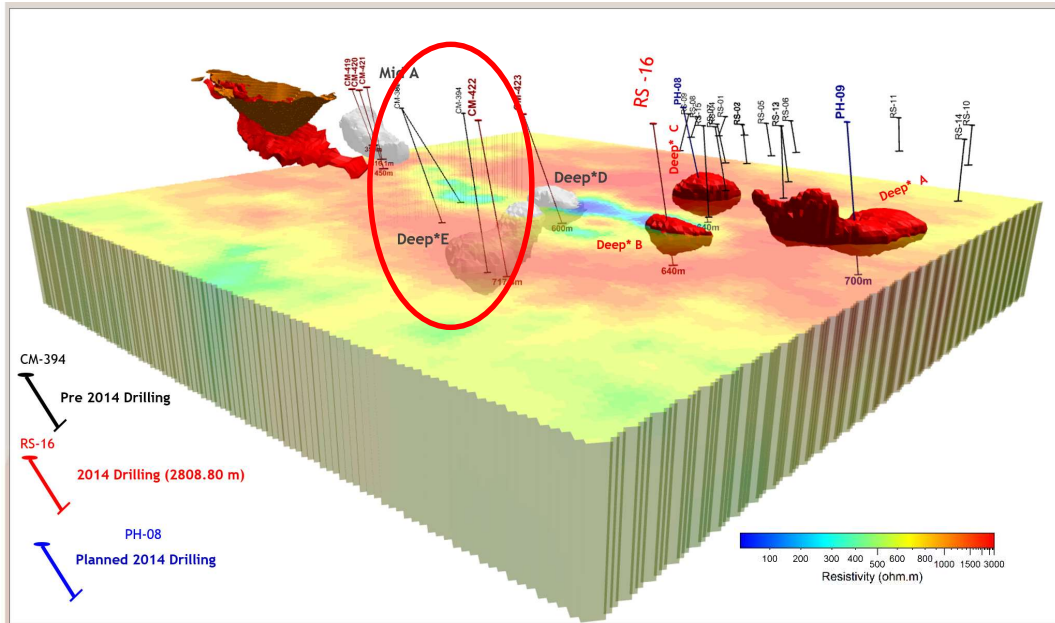 CM-419
CM-420
CM-421
Mid A
CM-394
CM-422
CM-423
RS -16
PH-08
RS-08
RS-15
RS-01
RS-05
RS-06
PH-09
RS-11
RS-14
RS-10
Deep* C
Deep* A
Deep*D
Deep*E
Deep* B
450m
600m
640m
700m
CM-394
Pre 2014 Drilling
RS-16
2014 Drilling (2808.80 m)
PH-08
Planned 2014 Drilling
100 200 300 400 500 600 800 1000 1500 3000
Resistivity (ohm.m)